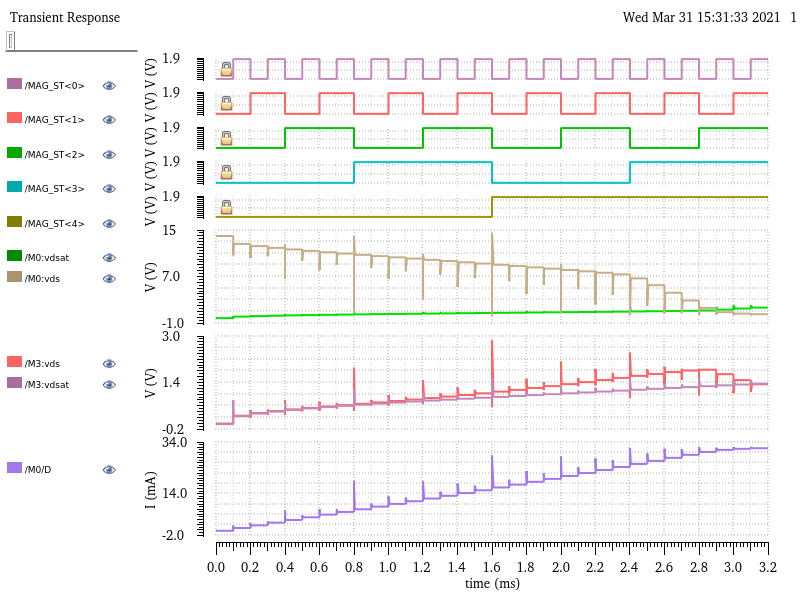 Transient Response
Wed Mar 31 15:31:33 2021 1
/MAG_ST<0>
/MAG_ST<1>
/MAG_ST<2>
/MAG_ST<3>
/MAG_ST<4>
/M0:vdsat
/M0:vds
/M3:vds
/M3:vdsat
/M0/D
V (V)
1.9
V (V)
1.9
V (V)
1.9
V (V)
1.9
V (V)
1.9
V (V)
15
7.0
-1.0
V (V)
3.0
1.4
-0.2
I (mA)
34.0
14.0
-2.0
0.0 0.2 0.4 0.6 0.8 1.0 1.2 1.4 1.6 1.8 2.0 2.2 2.4 2.6 2.8 3.0 3.2
time (ms)